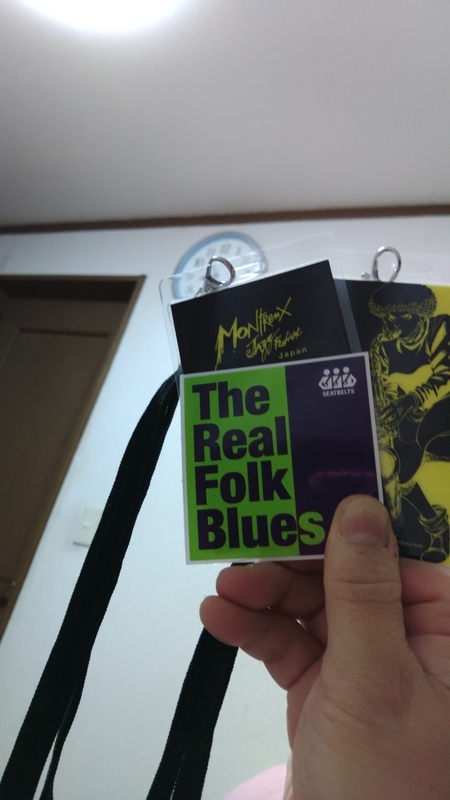 Montreux
Jazz Festival
Japan
The
Real
Folk
Blues
SEATBELTS